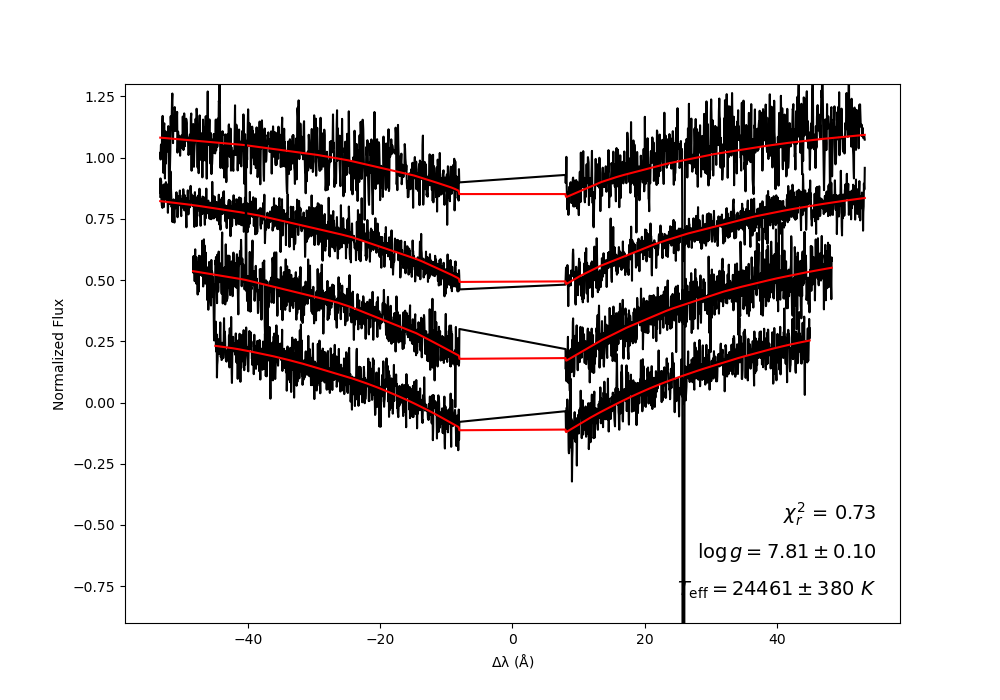 1.25
1.00
0.75
0.50
0.25
0.00
−0.25
−0.50
−0.75
Normalized Flux
χ²ᵣ = 0.73
log g = 7.81 ± 0.10
T_eff = 24461 ± 380 K
−40 −20 0 20 40
Δλ (Å)